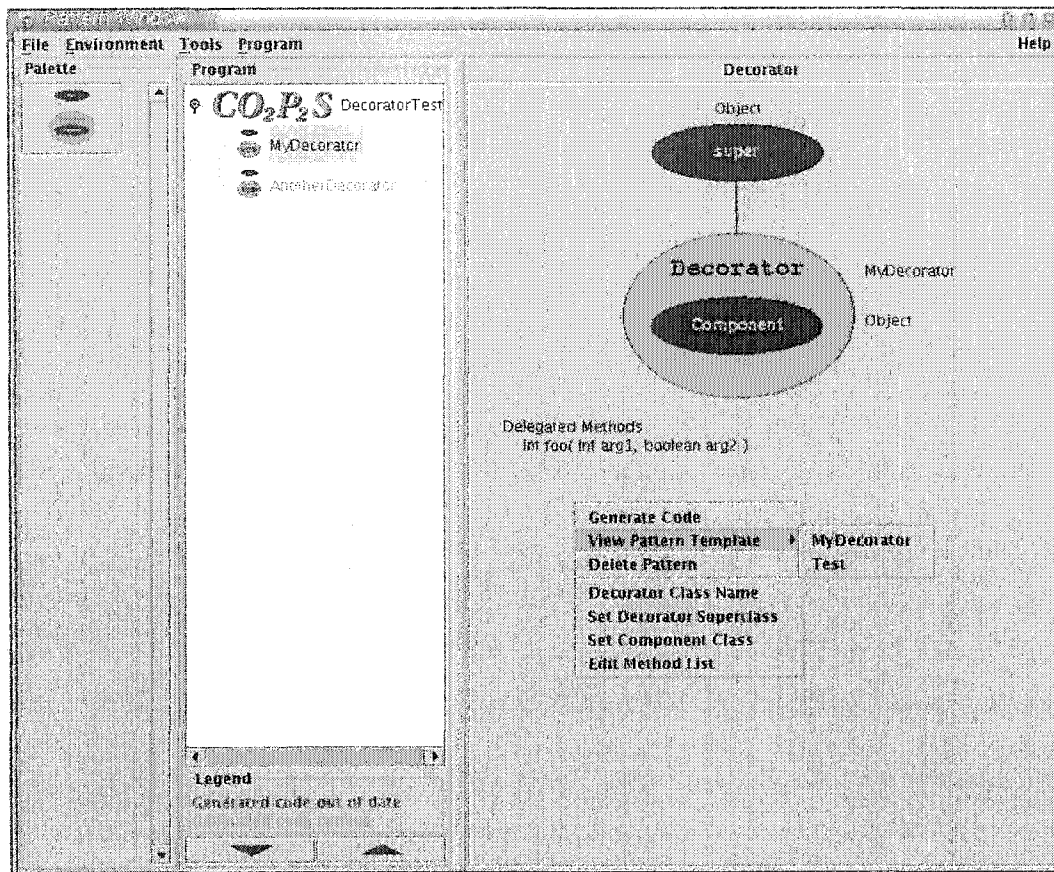 File Environment Tools Program Help
Palette
Program
CO₂P₂S DecoratorTest
MyDecorator
AnotherDecorator
Legend
Generated code out of date
Decorator
Object
super
Decorator
MyDecorator
Component
Object
Delegated Methods
int foo( int arg1, boolean arg2 )
Generate Code
View Pattern Template
MyDecorator
Delete Pattern
Test
Decorator Class Name
Set Decorator Superclass
Set Component Class
Edit Method List